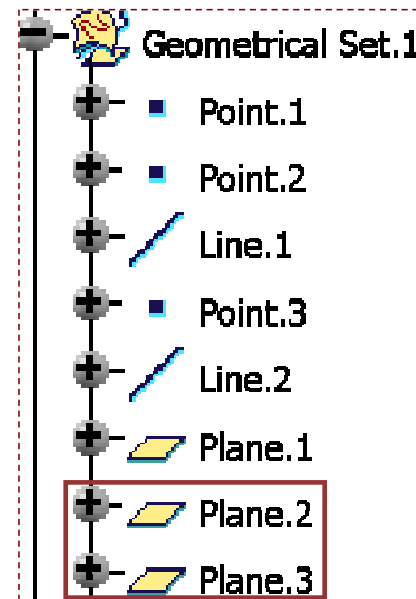 Geometrical Set.1
Point.1
Point.2
Line.1
Point.3
Line.2
Plane.1
Plane.2
Plane.3